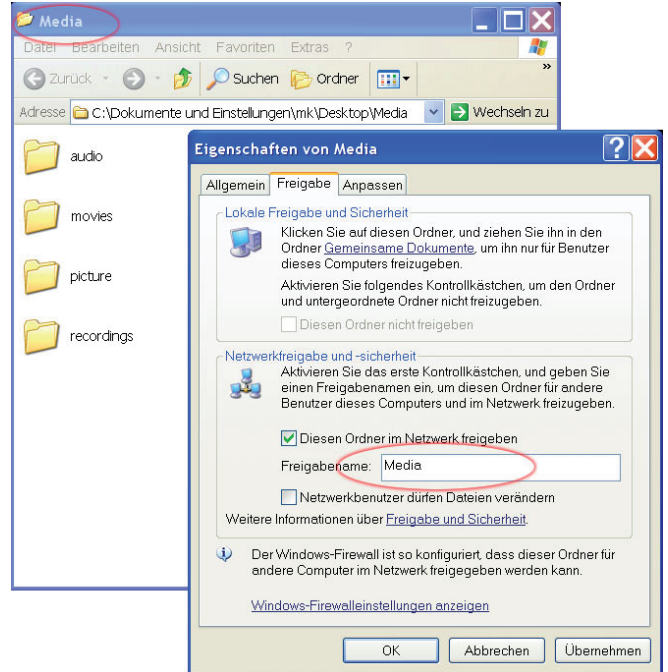 Media
Datei Bearbeiten Ansicht Favoriten Extras ?
Zurück Suchen Ordner »
Adresse C:\Dokumente und Einstellungen\mk\Desktop\Media Wechseln zu
audio
movies
picture
recordings
Eigenschaften von Media
Allgemein Freigabe Anpassen
Lokale Freigabe und Sicherheit
Klicken Sie auf diesen Ordner, und ziehen Sie ihn in den
Ordner Gemeinsame Dokumente, um ihn nur für Benutzer
dieses Computers freizugeben.
Aktivieren Sie folgendes Kontrollkästchen, um den Ordner
und untergeordnete Ordner nicht freizugeben.
Diesen Ordner nicht freigeben
Netzwerkfreigabe und -sicherheit
Aktivieren Sie das erste Kontrollkästchen, und geben Sie
einen Freigabenamen ein, um diesen Ordner für andere
Benutzer dieses Computers und im Netzwerk freizugeben.
Diesen Ordner im Netzwerk freigeben
Freigabename: Media
Netzwerkbenutzer dürfen Dateien verändern
Weitere Informationen über Freigabe und Sicherheit.
Der Windows-Firewall ist so konfiguriert, dass dieser Ordner für
andere Computer im Netzwerk freigegeben werden kann.
Windows-Firewalleinstellungen anzeigen
OK Abbrechen Übernehmen